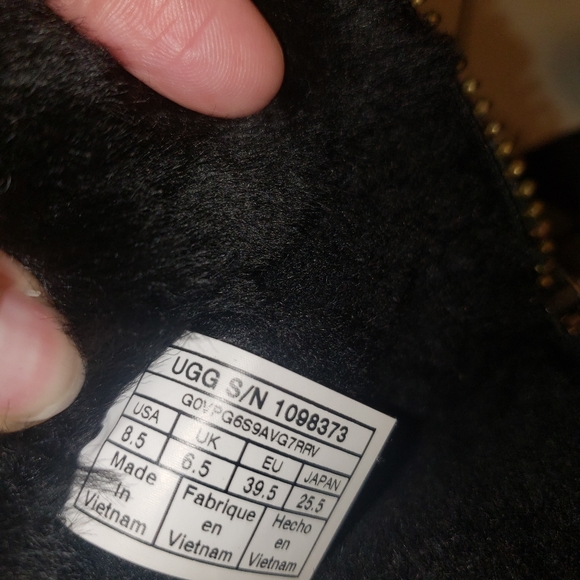 UGG S/N 1098373
G0VPG6S9AVG7RRV
USA UK EU JAPAN
8.5 6.5 39.5 25.5
Made Fabrique Hecho
In en en
Vietnam Vietnam Vietnam